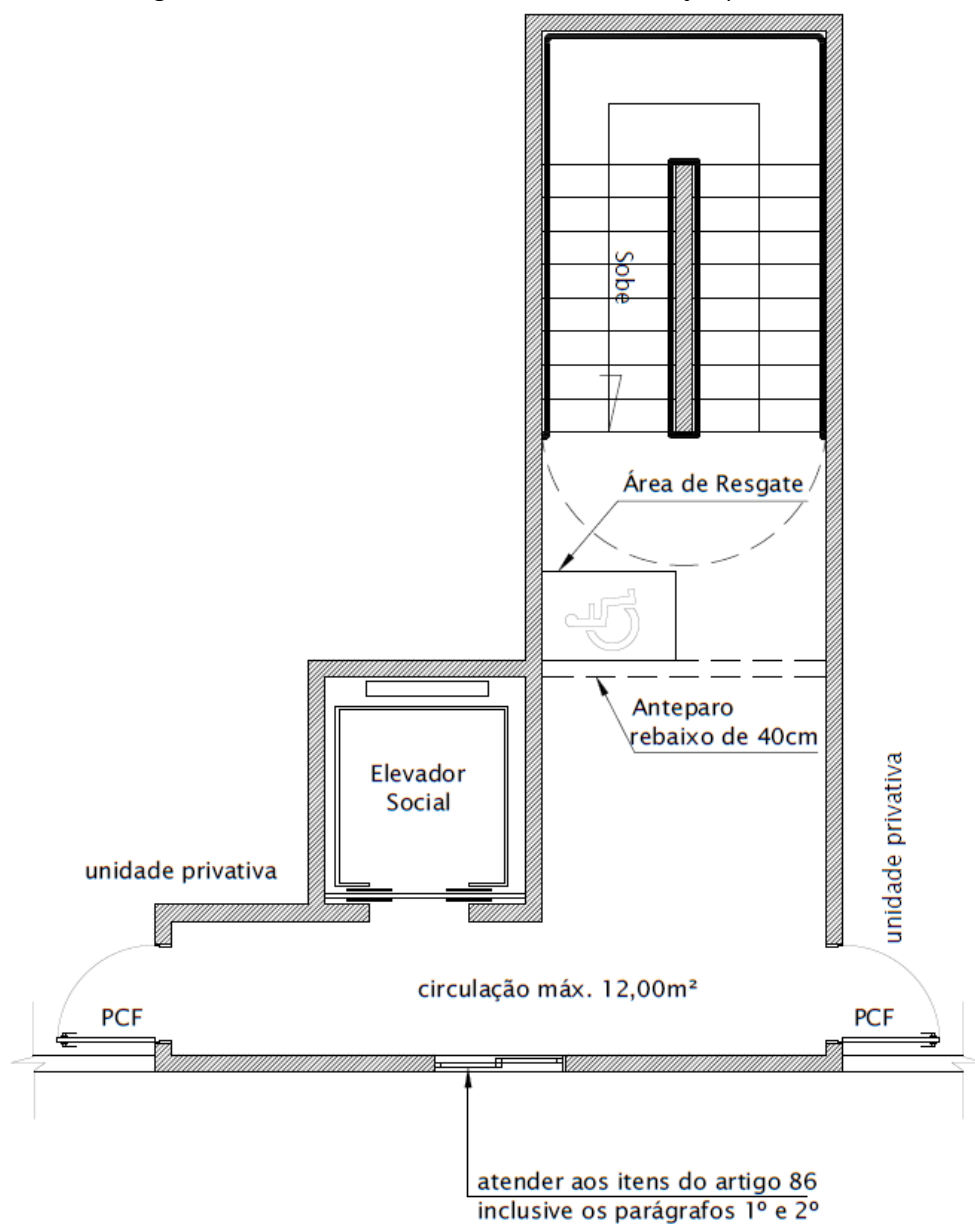 Sobe
Área de Resgate
Anteparo
rebaixo de 40cm
Elevador
Social
unidade privativa
unidade privativa
circulação máx. 12,00m²
PCF
PCF
atender aos itens do artigo 86
inclusive os parágrafos 1º e 2º